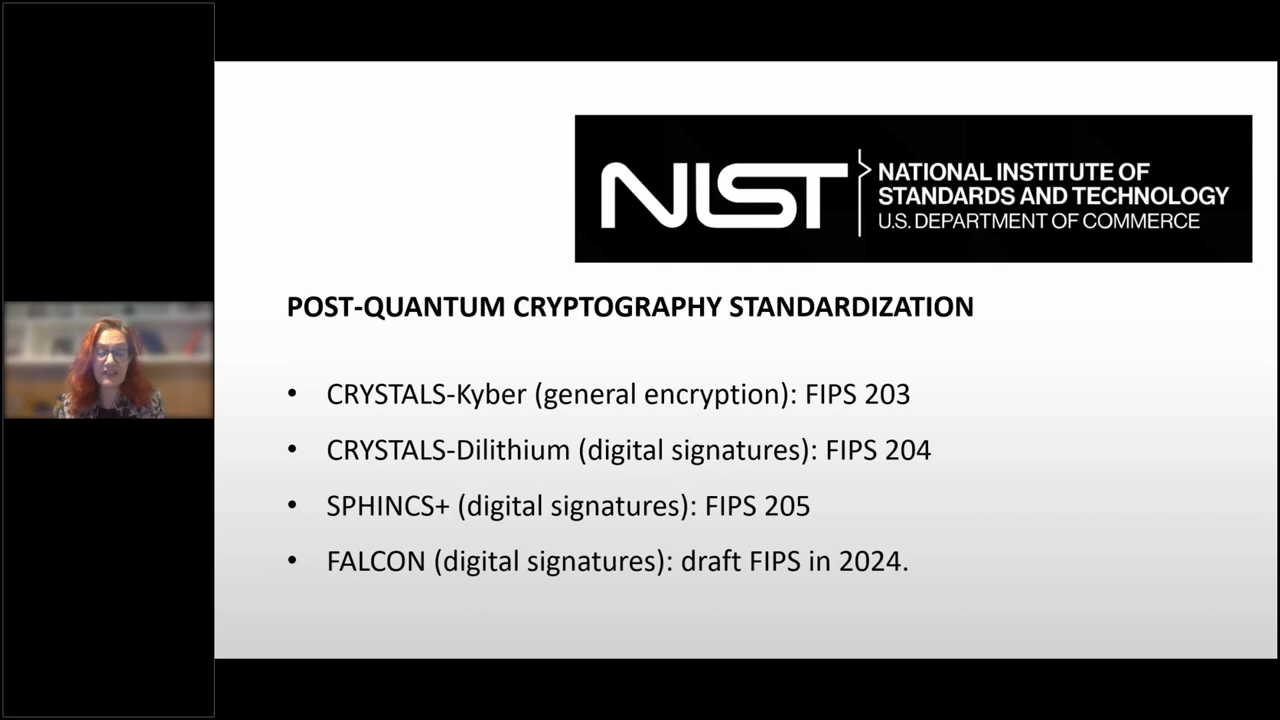 NIST
NATIONAL INSTITUTE OF
STANDARDS AND TECHNOLOGY
U.S. DEPARTMENT OF COMMERCE
POST-QUANTUM CRYPTOGRAPHY STANDARDIZATION
• CRYSTALS-Kyber (general encryption): FIPS 203
• CRYSTALS-Dilithium (digital signatures): FIPS 204
• SPHINCS+ (digital signatures): FIPS 205
• FALCON (digital signatures): draft FIPS in 2024.